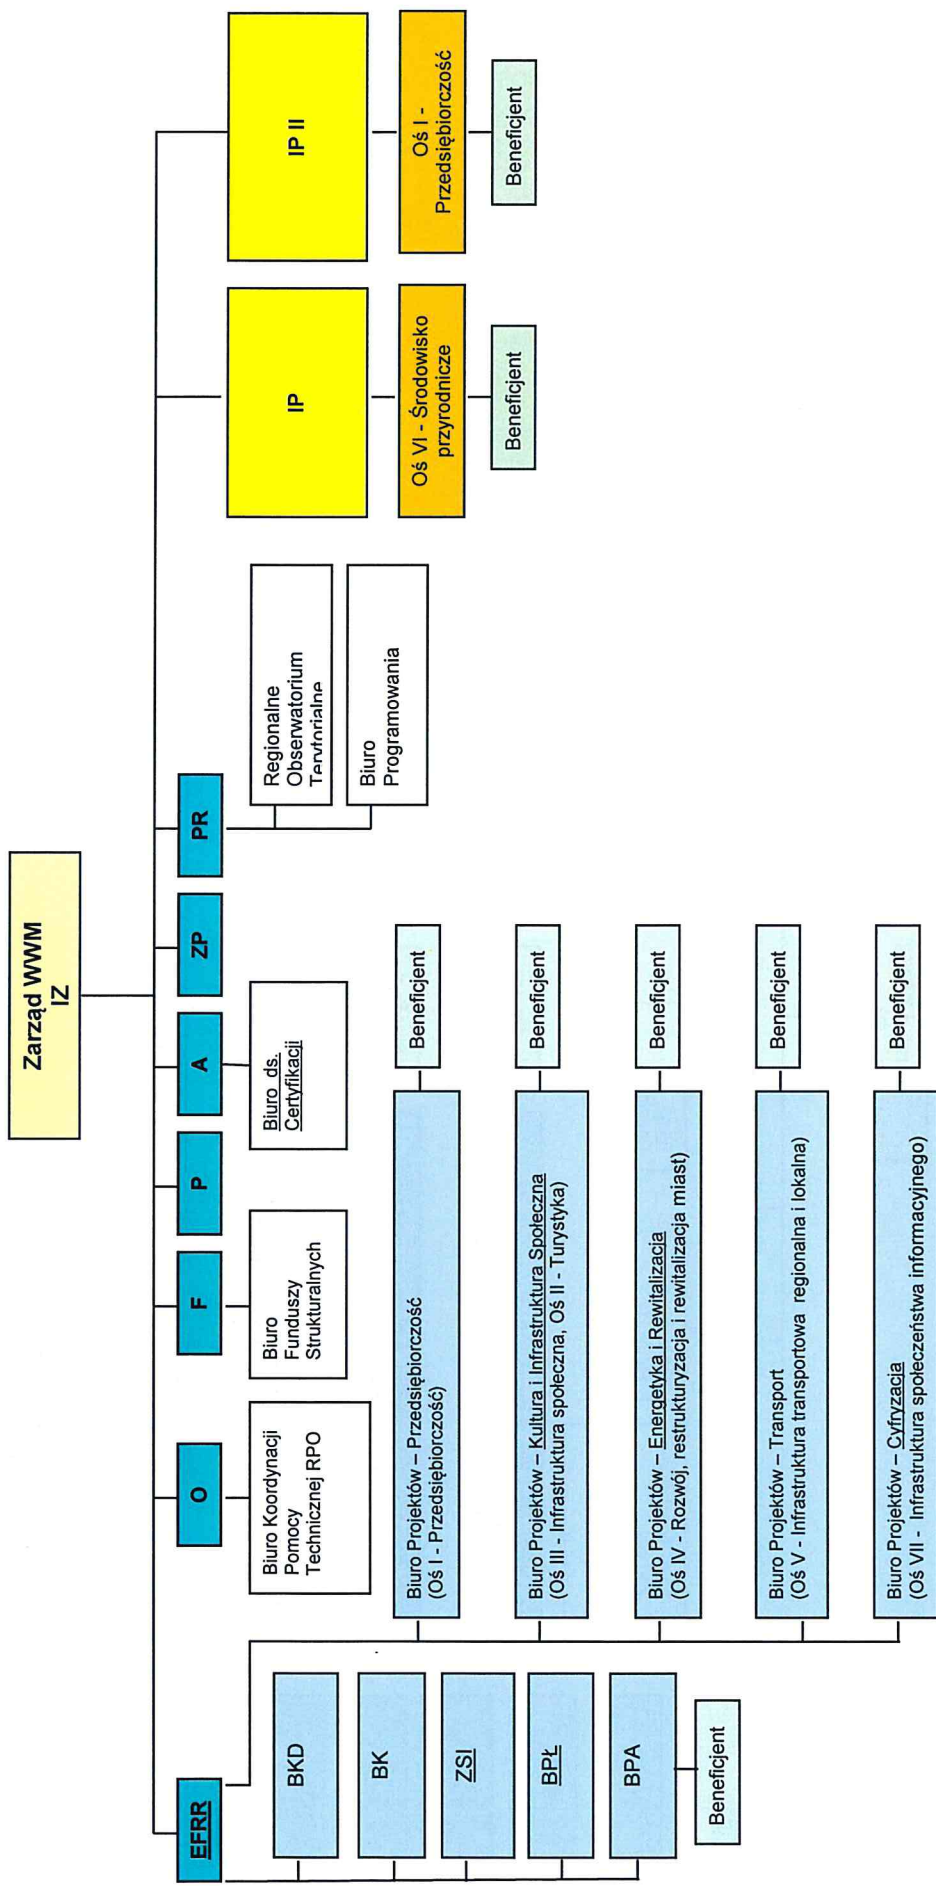 Zarząd WWM
IZ
EFRR
O
F
P
A
ZP
PR
IP
IP II
BKD
BK
ZSI
BPŁ
BPA
Beneficjent
Biuro Koordynacji
Pomocy
Technicznej RPO
Biuro
Funduszy
Strukturalnych
Biuro ds.
Certyfikacji
Regionalne
Obserwatorium
Terytorialne
Biuro
Programowania
Oś VI - Środowisko
przyrodnicze
Beneficjent
Oś I -
Przedsiębiorczość
Beneficjent
Biuro Projektów – Przedsiębiorczość
(Oś I - Przedsiębiorczość)
Beneficjent
Biuro Projektów – Kultura i Infrastruktura Społeczna
(Oś III - Infrastruktura społeczna, Oś II - Turystyka)
Beneficjent
Biuro Projektów – Energetyka i Rewitalizacja
(Oś IV - Rozwój, restrukturyzacja i rewitalizacja miast)
Beneficjent
Biuro Projektów – Transport
(Oś V - Infrastruktura transportowa regionalna i lokalna)
Beneficjent
Biuro Projektów – Cyfryzacja
(Oś VII - Infrastruktura społeczeństwa informacyjnego)
Beneficjent